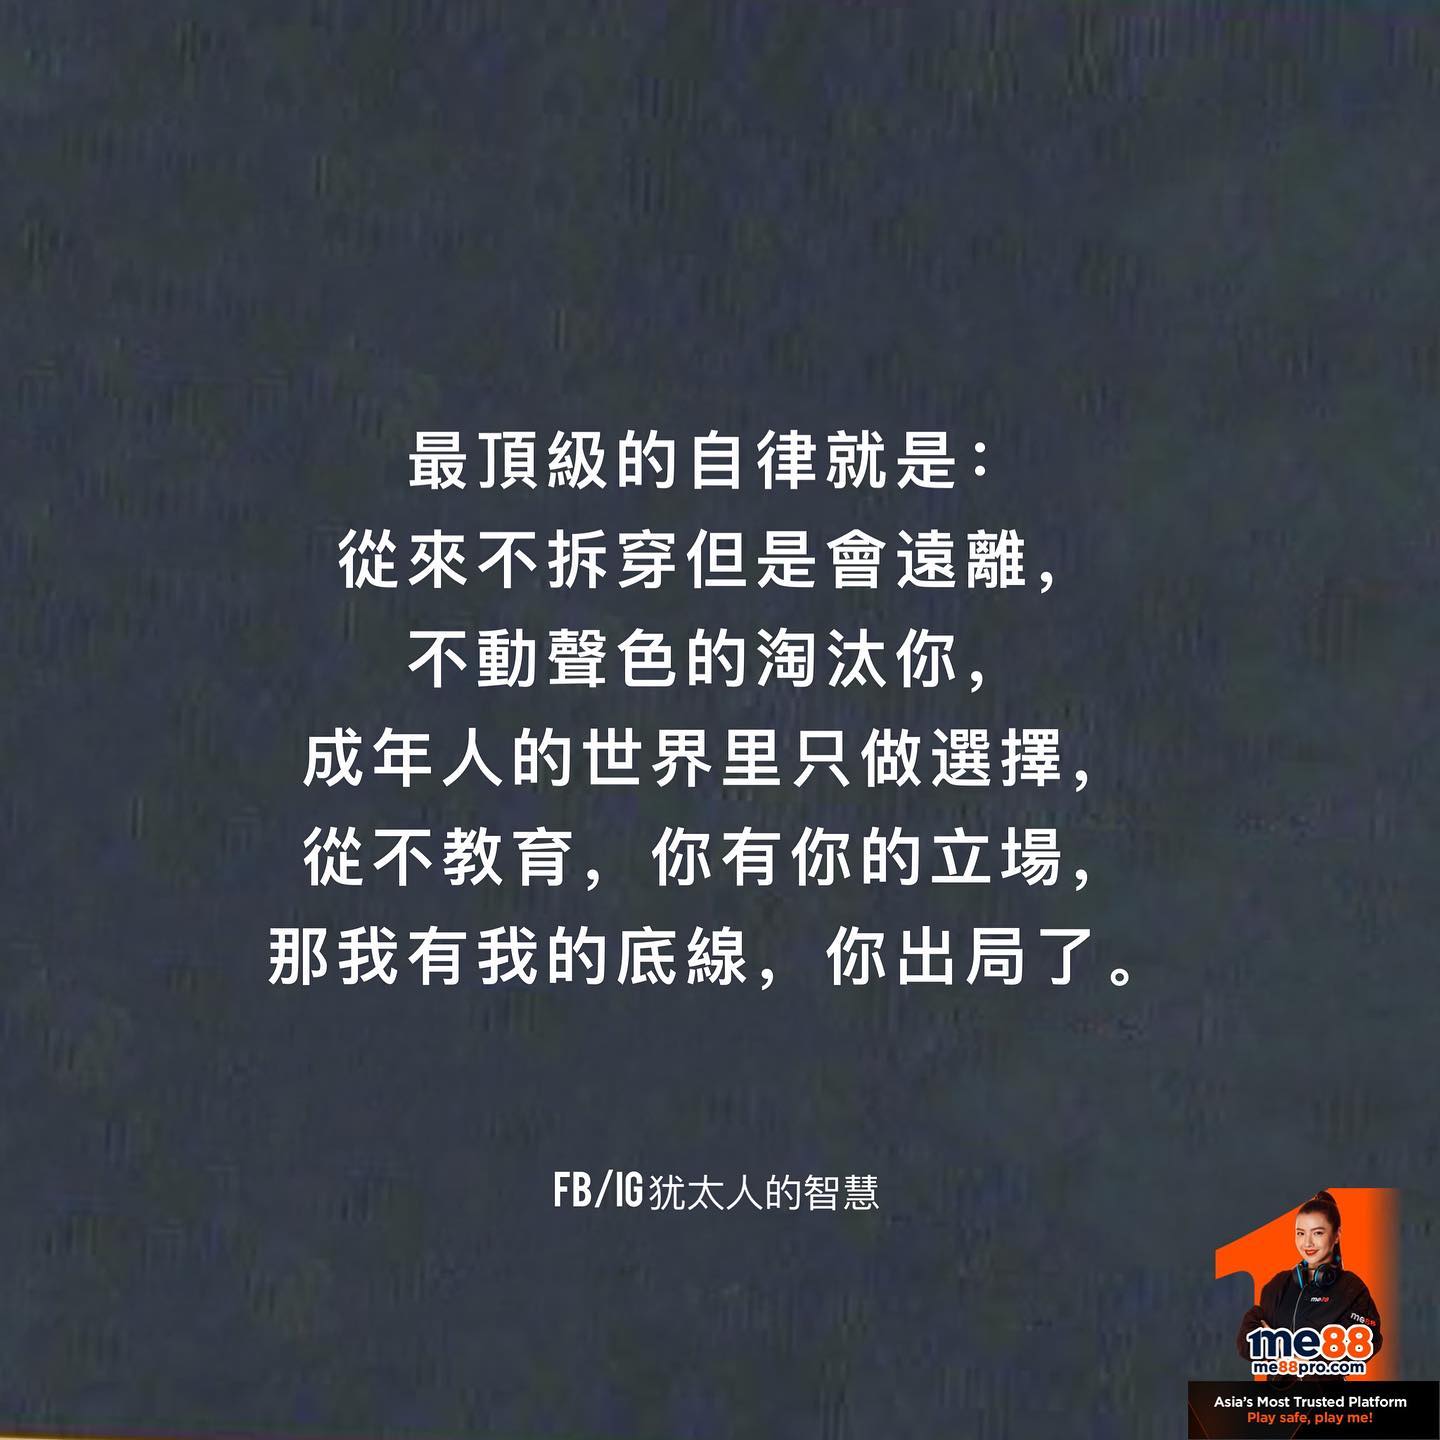 最頂級的自律就是：
從來不拆穿但是會遠離，
不動聲色的淘汰你，
成年人的世界里只做選擇，
從不教育，你有你的立場，
那我有我的底線，你出局了。
FB/IG犹太人的智慧
1
me88
me88
me88
me88pro.com
Asia's Most Trusted Platform
Play safe, play me!